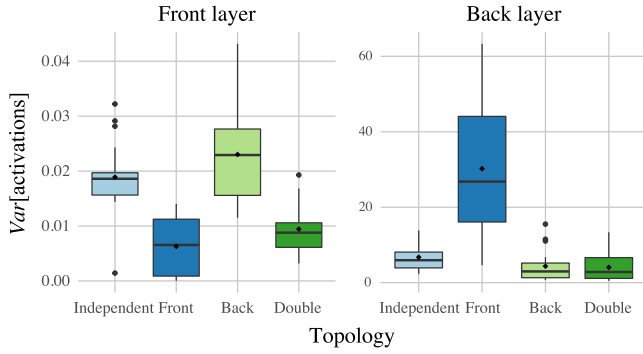 Front layer
Back layer
Var[activations]
0.04
0.03
0.02
0.01
0.00
60
40
20
0
Independent Front Back Double
Independent Front Back Double
Topology